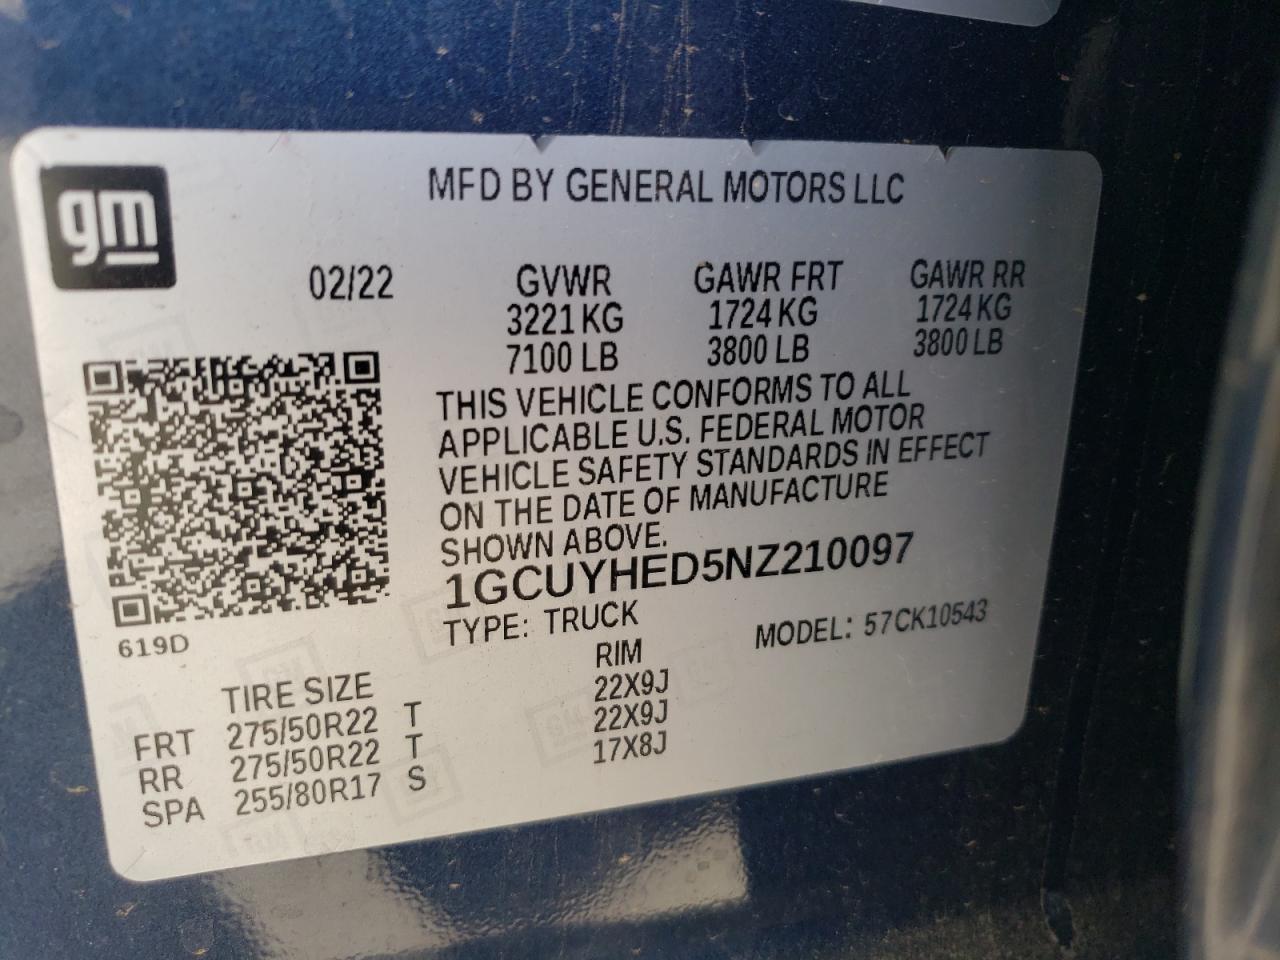 gm
MFD BY GENERAL MOTORS LLC
02/22 GVWR GAWR FRT GAWR RR
3221 KG 1724 KG 1724 KG
7100 LB 3800 LB 3800 LB
THIS VEHICLE CONFORMS TO ALL
APPLICABLE U.S. FEDERAL MOTOR
VEHICLE SAFETY STANDARDS IN EFFECT
ON THE DATE OF MANUFACTURE
SHOWN ABOVE.
1GCUYHED5NZ210097
TYPE: TRUCK MODEL: 57CK10543
619D
TIRE SIZE RIM
FRT 275/50R22 T 22X9J
RR 275/50R22 T 22X9J
SPA 255/80R17 S 17X8J